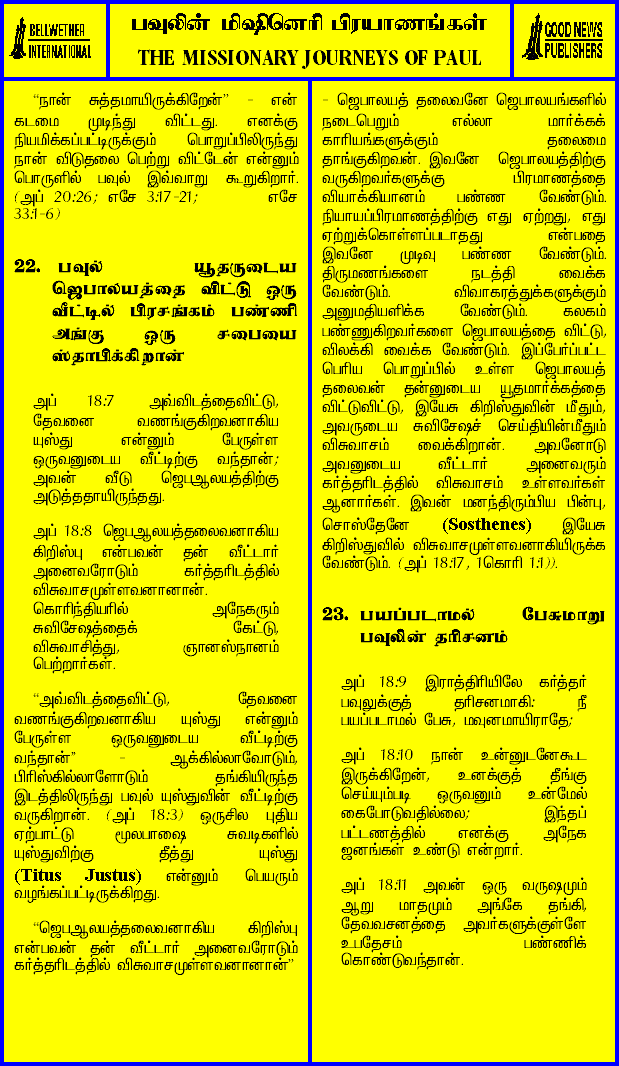 BELLWETHER
INTERNATIONAL
பவுலின் மிஷினெரி பிரயாணங்கள்
THE MISSIONARY JOURNEYS OF PAUL
GOOD NEWS
PUBLISHERS
“நான் சுத்தமாயிருக்கிறேன்” - என்
கடமை முடிந்து விட்டது. எனக்கு
நியமிக்கப்பட்டிருக்கும் பொறுப்பிலிருந்து
நான் விடுதலை பெற்று விட்டேன் என்னும்
பொருளில் பவுல் இவ்வாறு கூறுகிறார்.
(அப் 20:26; எசே 3:17-21; எசே
33:1-6)
22. பவுல் யூதருடைய
ஜெபாலயத்தை விட்டு ஒரு
வீட்டில் பிரசங்கம் பண்ணி
அங்கு ஒரு சபையை
ஸ்தாபிக்கிறான்
அப் 18:7 அவ்விடத்தைவிட்டு,
தேவனை வணங்குகிறவனாகிய
யுஸ்து என்னும் பேருள்ள
ஒருவனுடைய வீட்டிற்கு வந்தான்;
அவன் வீடு ஜெபஆலயத்திற்கு
அடுத்ததாயிருந்தது.
அப் 18:8 ஜெபஆலயத்தலைவனாகிய
கிறிஸ்பு என்பவன் தன் வீட்டார்
அனைவரோடும் கர்த்தரிடத்தில்
விசுவாசமுள்ளவனானான்.
கொரிந்தியரில் அநேகரும்
சுவிசேஷத்தைக் கேட்டு,
விசுவாசித்து, ஞானஸ்நானம்
பெற்றார்கள்.
“அவ்விடத்தைவிட்டு, தேவனை
வணங்குகிறவனாகிய யுஸ்து என்னும்
பேருள்ள ஒருவனுடைய வீட்டிற்கு
வந்தான்” - ஆக்கில்லாவோடும்,
பிரிஸ்கில்லாளோடும் தங்கியிருந்த
இடத்திலிருந்து பவுல் யுஸ்துவின் வீட்டிற்கு
வருகிறான். (அப் 18:3) ஒருசில புதிய
ஏற்பாட்டு மூலபாஷை சுவடிகளில்
யுஸ்துவிற்கு தீத்து யுஸ்து
(Titus Justus) என்னும் பெயரும்
வழங்கப்பட்டிருக்கிறது.
“ஜெபஆலயத்தலைவனாகிய கிறிஸ்பு
என்பவன் தன் வீட்டார் அனைவரோடும்
கர்த்தரிடத்தில் விசுவாசமுள்ளவனானான்”
- ஜெபாலயத் தலைவனே ஜெபாலயங்களில்
நடைபெறும் எல்லா மார்க்கக்
காரியங்களுக்கும் தலைமை
தாங்குகிறவன். இவனே ஜெபாலயத்திற்கு
வருகிறவர்களுக்கு பிரமாணத்தை
வியாக்கியானம் பண்ண வேண்டும்.
நியாயப்பிரமாணத்திற்கு எது ஏற்றது, எது
ஏற்றுக்கொள்ளப்படாதது என்பதை
இவனே முடிவு பண்ண வேண்டும்.
திருமணங்களை நடத்தி வைக்க
வேண்டும். விவாகரத்துக்களுக்கும்
அனுமதியளிக்க வேண்டும். கலகம்
பண்ணுகிறவர்களை ஜெபாலயத்தை விட்டு,
விலக்கி வைக்க வேண்டும். இப்பேர்ப்பட்ட
பெரிய பொறுப்பில் உள்ள ஜெபாலயத்
தலைவன் தன்னுடைய யூதமார்க்கத்தை
விட்டுவிட்டு, இயேசு கிறிஸ்துவின் மீதும்,
அவருடைய சுவிசேஷச் செய்தியின்மீதும்
விசுவாசம் வைக்கிறான். அவனோடு
அவனுடைய வீட்டார் அனைவரும்
கர்த்தரிடத்தில் விசுவாசம் உள்ளவர்கள்
ஆனார்கள். இவன் மனந்திரும்பிய பின்பு,
சொஸ்தேனே (Sosthenes) இயேசு
கிறிஸ்துவில் விசுவாசமுள்ளவனாகியிருக்க
வேண்டும். (அப் 18:17, 1கொரி 1:1)).
23. பயப்படாமல் பேசுமாறு
பவுலின் தரிசனம்
அப் 18:9 இராத்திரியிலே கர்த்தர்
பவுலுக்குத் தரிசனமாகி: நீ
பயப்படாமல் பேசு, மவுனமாயிராதே;
அப் 18:10 நான் உன்னுடனேகூட
இருக்கிறேன், உனக்குத் தீங்கு
செய்யும்படி ஒருவனும் உன்மேல்
கைபோடுவதில்லை; இந்தப்
பட்டணத்தில் எனக்கு அநேக
ஜனங்கள் உண்டு என்றார்.
அப் 18:11 அவன் ஒரு வருஷமும்
ஆறு மாதமும் அங்கே தங்கி,
தேவவசனத்தை அவர்களுக்குள்ளே
உபதேசம் பண்ணிக்
கொண்டுவந்தான்.